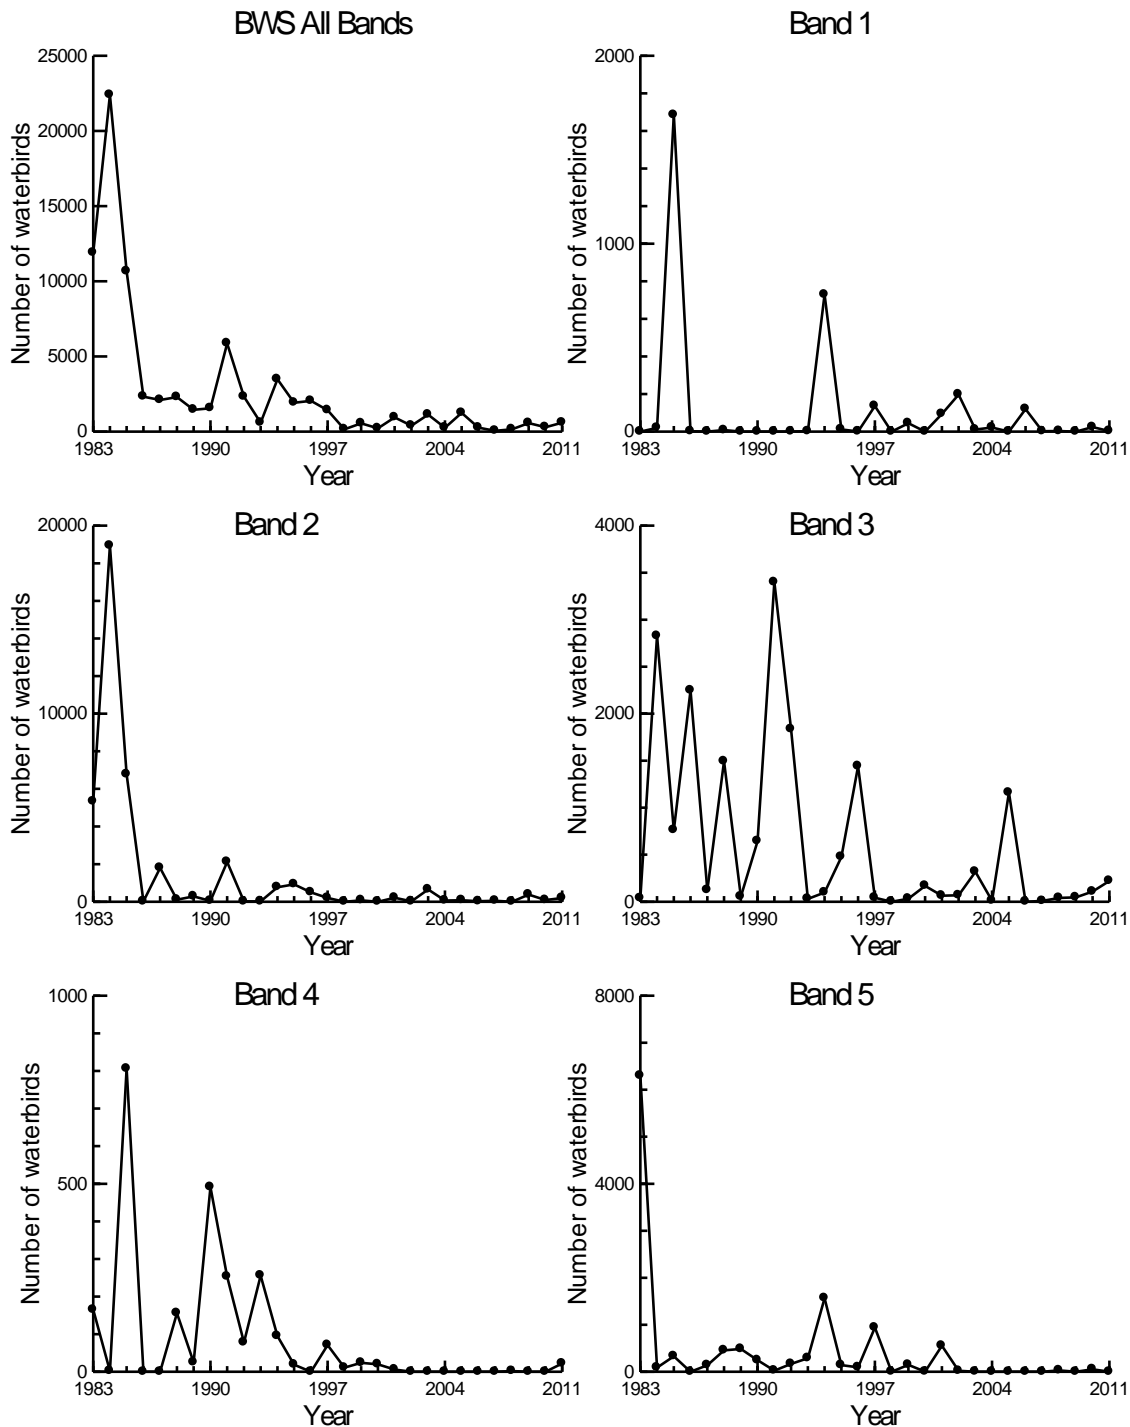 BWS All Bands
Number of waterbirds
25000
20000
15000
10000
5000
0
1983 1990 1997 2004 2011
Year
Band 1
Number of waterbirds
2000
1000
0
1983 1990 1997 2004 2011
Year
Band 2
Number of waterbirds
20000
10000
0
1983 1990 1997 2004 2011
Year
Band 3
Number of waterbirds
4000
2000
0
1983 1990 1997 2004 2011
Year
Band 4
Number of waterbirds
1000
500
0
1983 1990 1997 2004 2011
Year
Band 5
Number of waterbirds
8000
4000
0
1983 1990 1997 2004 2011
Year